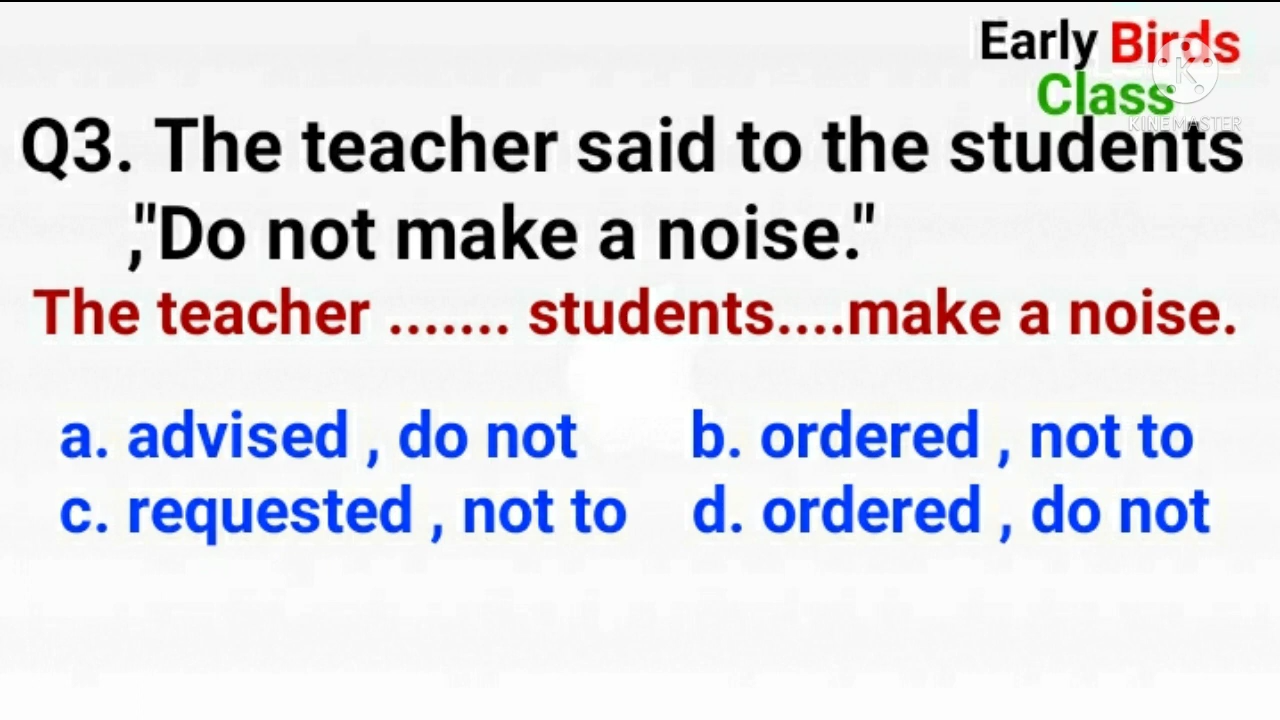 Early Birds
Class
KINEMASTER
Q3. The teacher said to the students
,"Do not make a noise."
The teacher ....... students....make a noise.
a. advised , do not b. ordered , not to
c. requested , not to d. ordered , do not